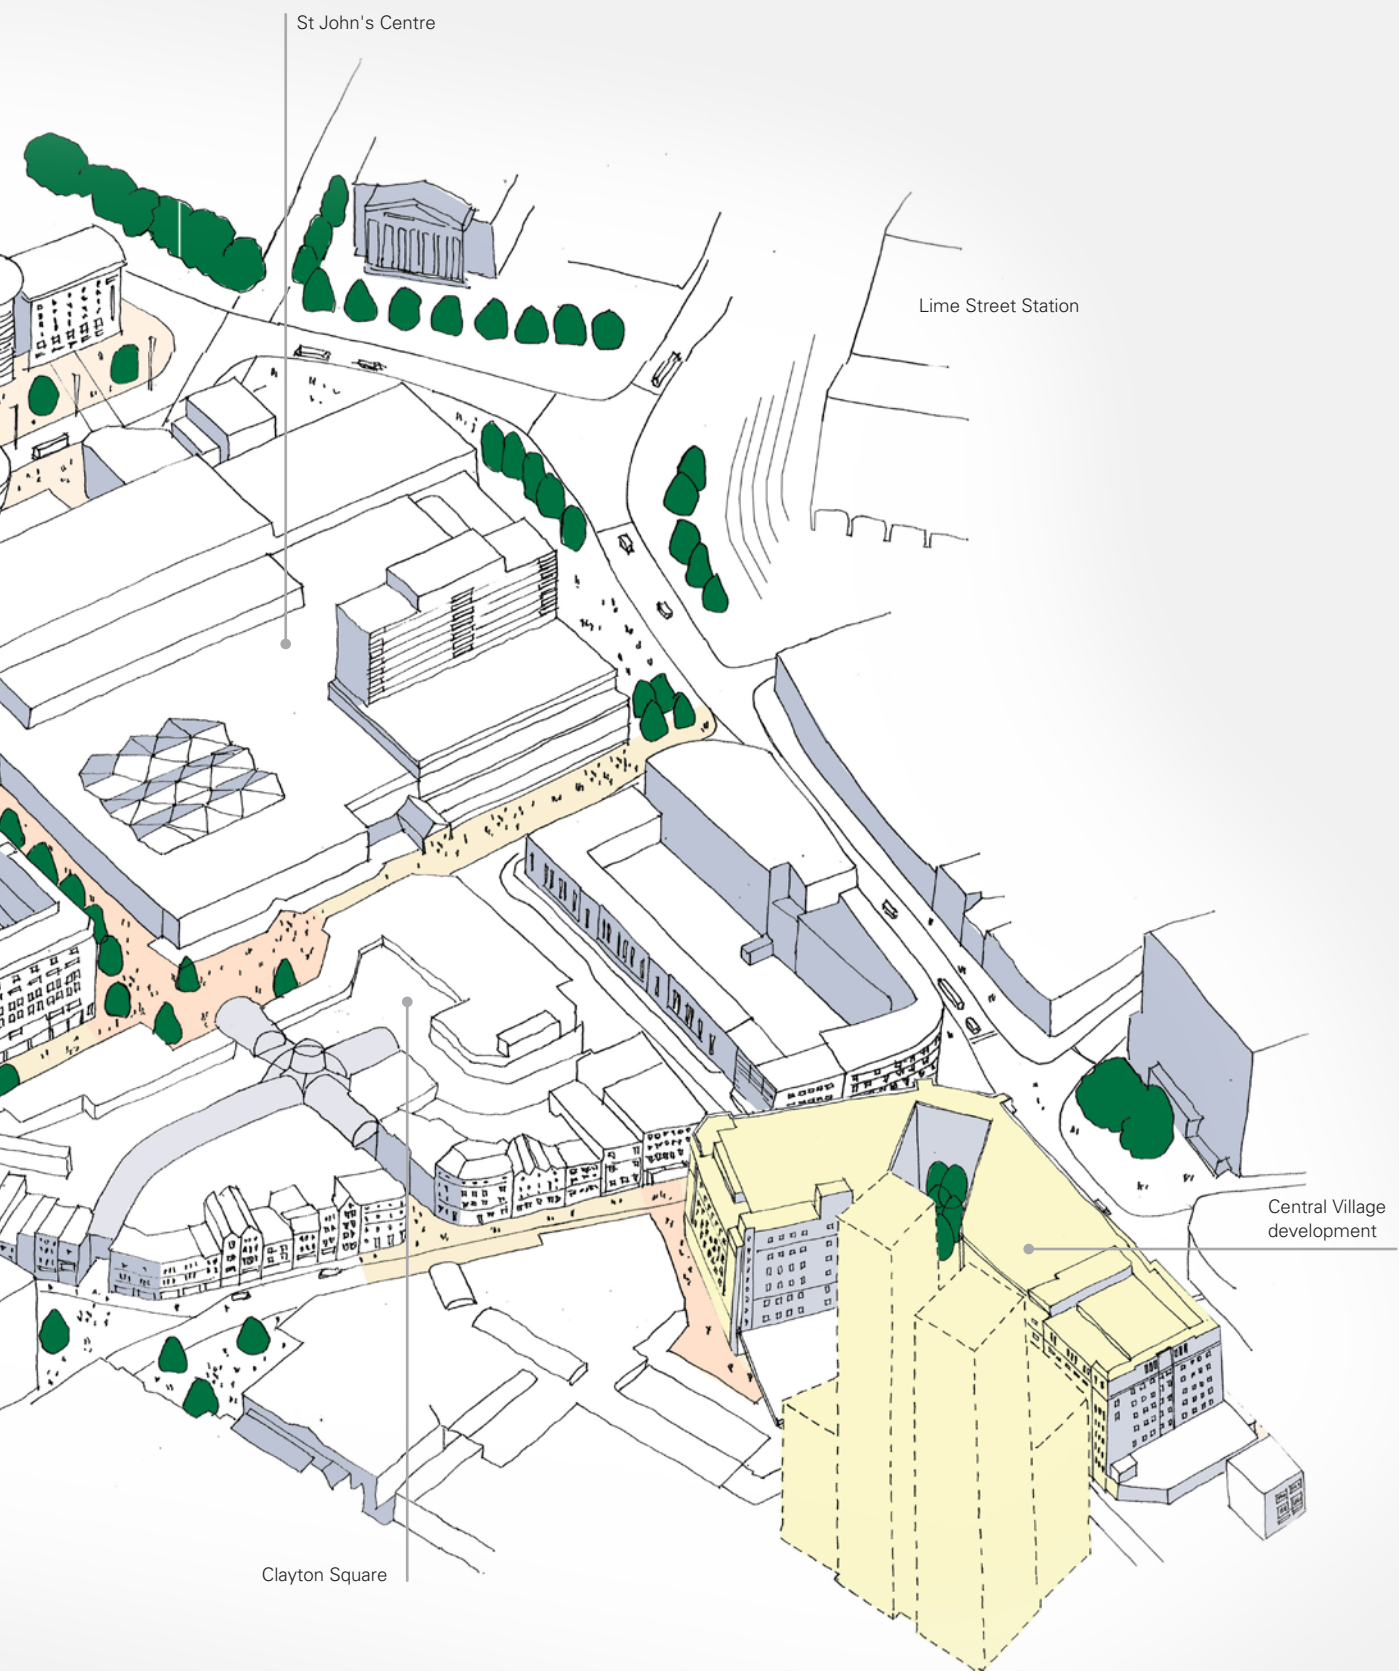 St John's Centre
Lime Street Station
Central Village
development
Clayton Square